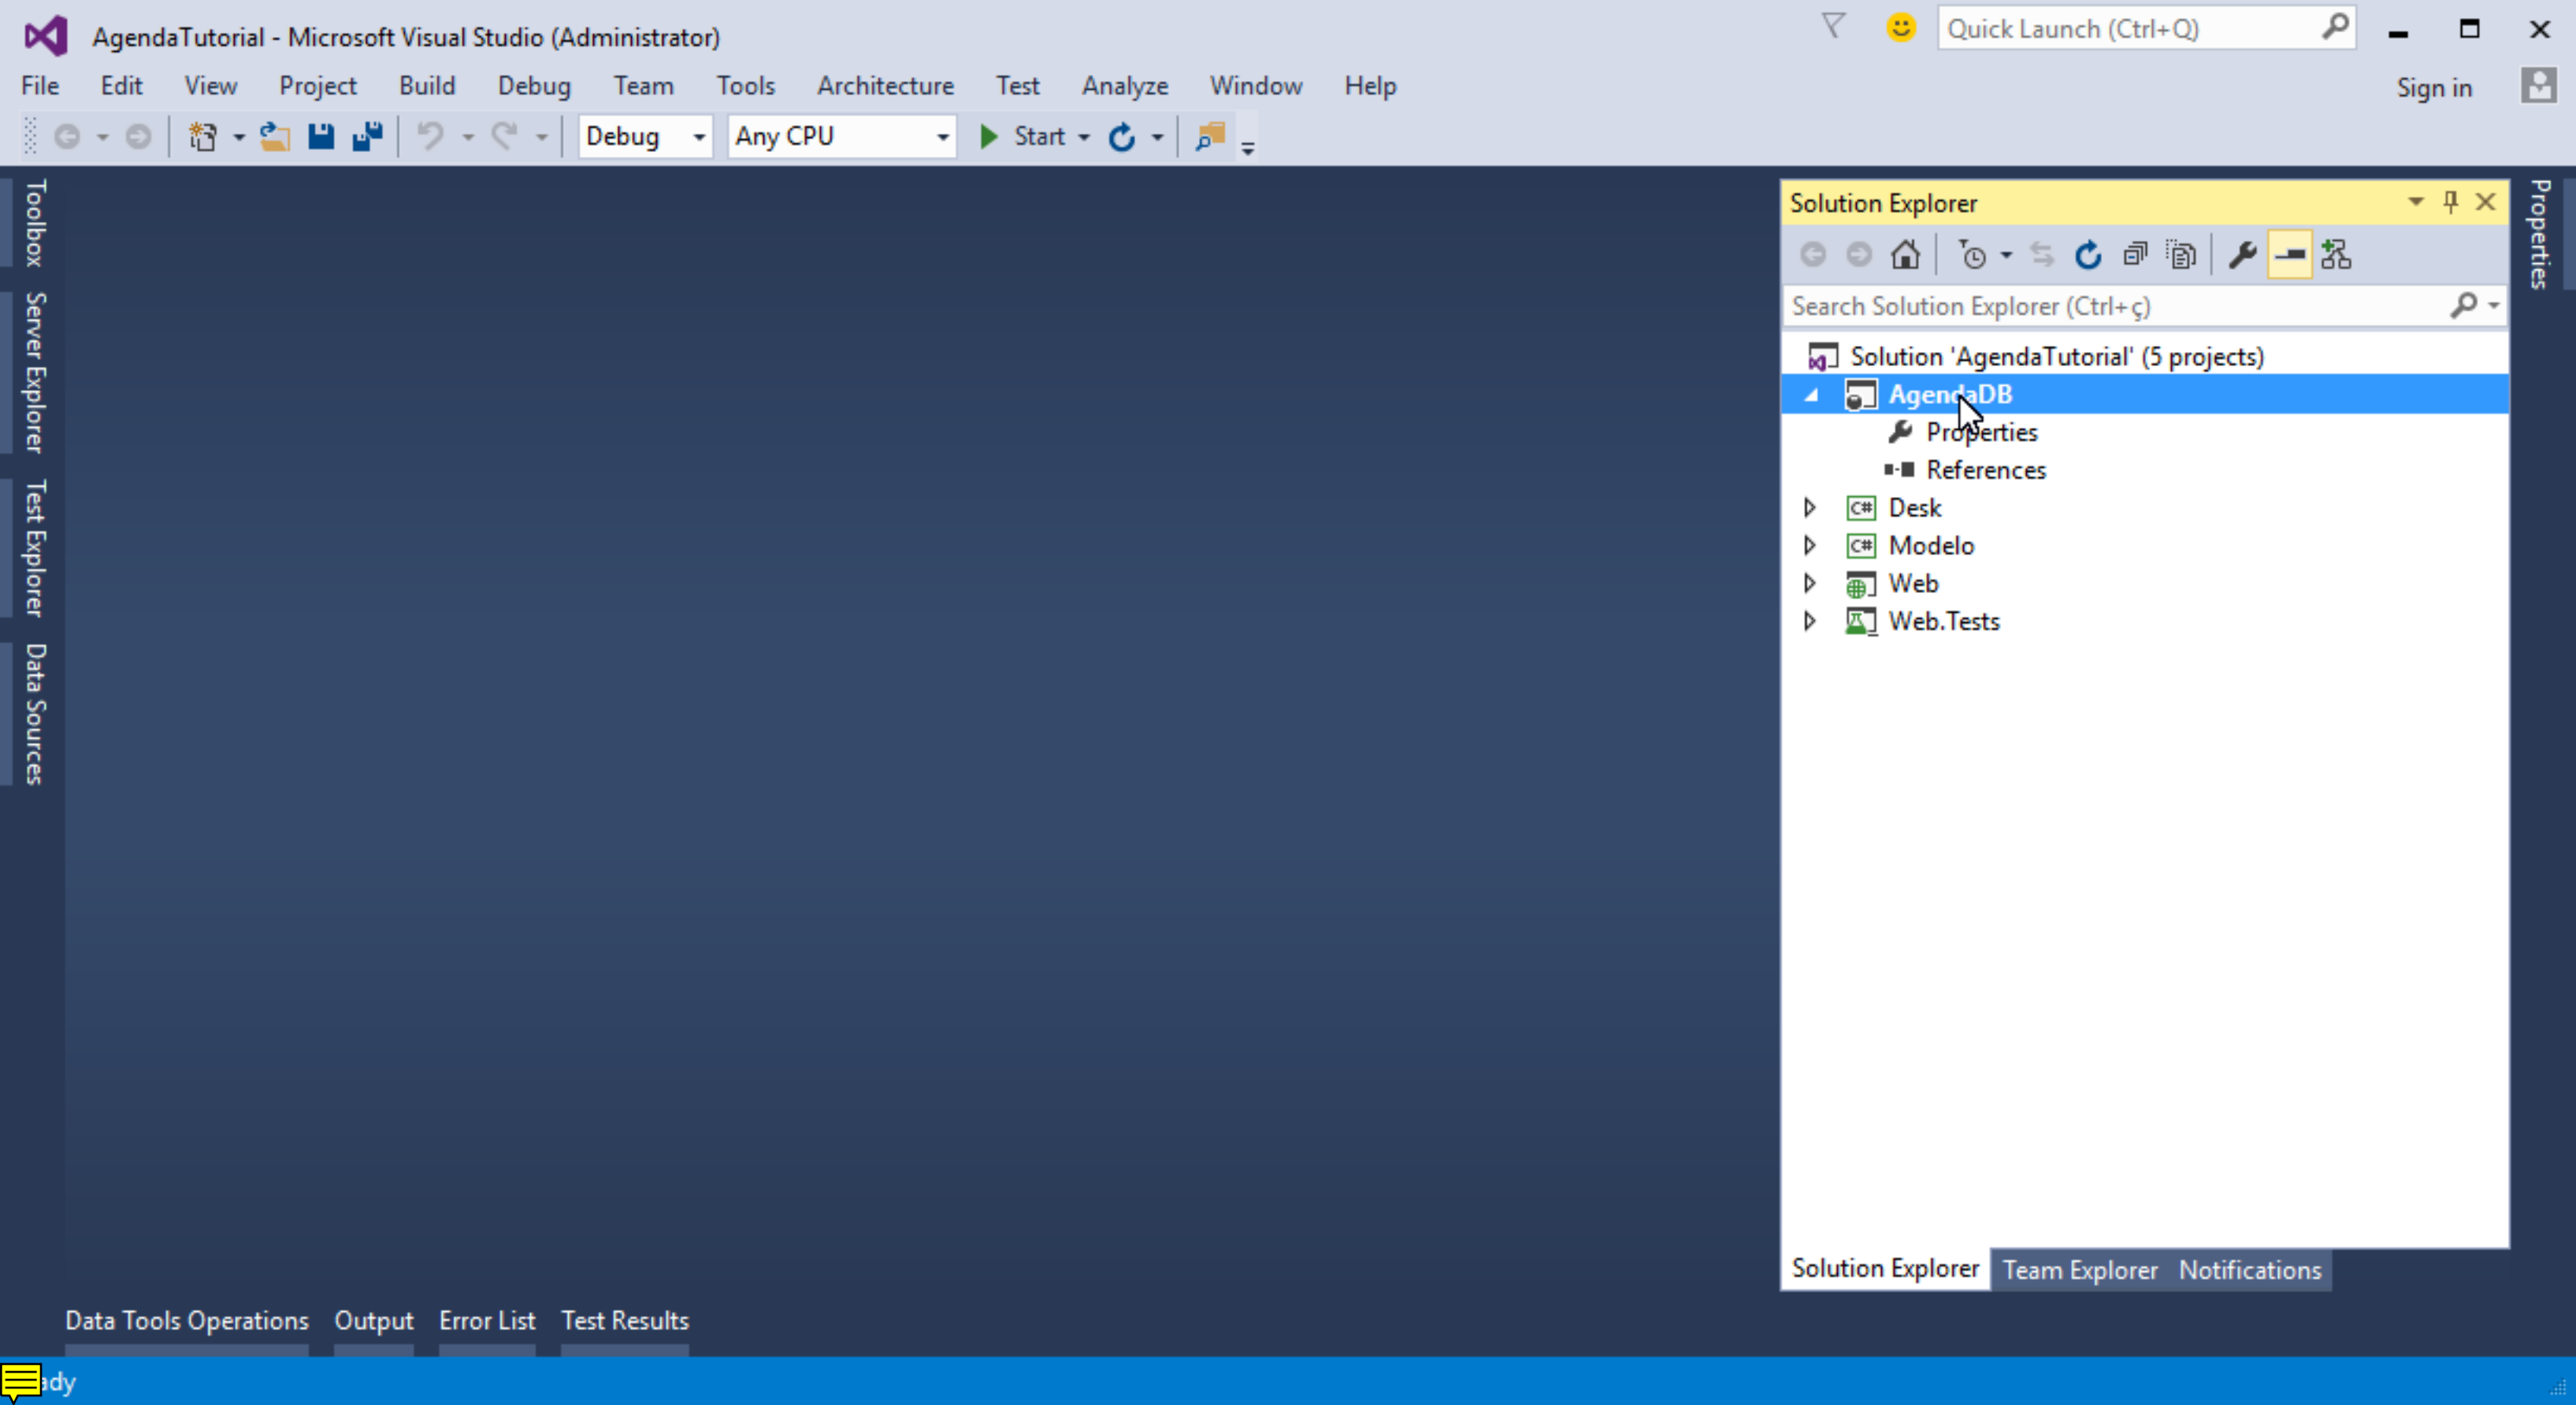 AgendaTutorial - Microsoft Visual Studio (Administrator)
Quick Launch (Ctrl+Q)
File Edit View Project Build Debug Team Tools Architecture Test Analyze Window Help
Sign in
Debug Any CPU Start
Toolbox
Server Explorer
Test Explorer
Data Sources
Solution Explorer
Search Solution Explorer (Ctrl+ç)
Solution 'AgendaTutorial' (5 projects)
AgendaDB
Properties
References
C# Desk
C# Modelo
Web
Web.Tests
Solution Explorer Team Explorer Notifications
Properties
Data Tools Operations Output Error List Test Results
ady